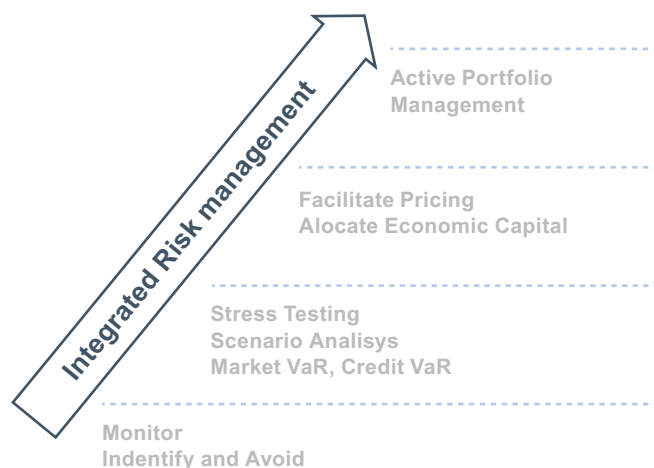 Integrated Risk management
Active Portfolio
Management
Facilitate Pricing
Alocate Economic Capital
Stress Testing
Scenario Analisys
Market VaR, Credit VaR
Monitor
Indentify and Avoid